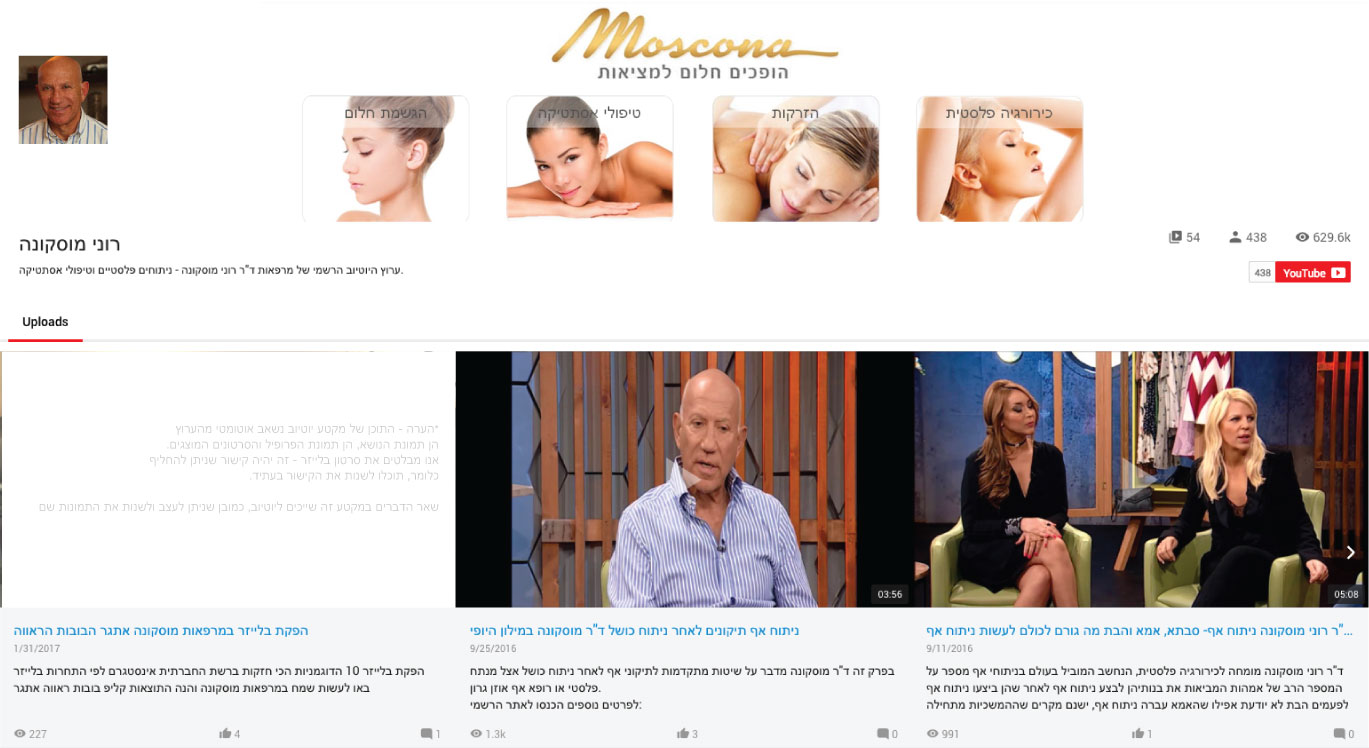 Moscona
הופכים חלום למציאות
הגשמת חלום
טיפולי אסתטיקה
הזרקות
כירורגיה פלסטית
רוני מוסקונה
54
438
629.6k
ערוץ היוטיוב הרשמי של מרפאות ד"ר רוני מוסקונה - ניתוחים פלסטיים וטיפולי אסתטיקה.
438
YouTube
Uploads
*הערה - התוכן של מקטע יוטיוב נשאב אוטומטי מהערוץ
הן תמונת הנושא, הן תמונת הפרופיל והסרטונים המוצגים.
אנו מבלטים את סרטון בלייזר - זה יהיה קישור שניתן להחליף
כלומר, תוכלו לשנות את הקישור בעתיד.
שאר הדברים במקטע זה שייכים ליוטיוב, כמובן שניתן לעצב ולשנות את התמונות שם
03:56
05:08
הפקת בלייזר במרפאות מוסקונה אתגר הבובות הראווה
1/31/2017
הפקת בלייזר 10 הדוגמניות הכי חזקות ברשת החברתית אינסטגרם לפי התחרות בלייזר
באו לעשות שמח במרפאות מוסקונה והנה התוצאות קליפ בובות ראווה אתגר
227
4
1
ניתוח אף תיקונים לאחר ניתוח כושל ד"ר מוסקונה במילון היופי
9/25/2016
בפרק זה ד"ר מוסקונה מדבר על שיטות מתקדמות לתיקוני אף לאחר ניתוח כושל אצל מנתח
פלסטי או רופא אף אוזן גרון.
לפרטים נוספים הכנסו לאתר הרשמי:
1.3k
3
0
"ר רוני מוסקונה ניתוח אף- סבתא, אמא והבת מה גורם לכולם לעשות ניתוח אף...
9/11/2016
ד"ר רוני מוסקונה מומחה לכירורגיה פלסטית, הנחשב המוביל בעולם בניתוחי אף מספר על
המספר הרב של אמהות המביאות את בנותיהן לבצע ניתוח אף לאחר שהן ביצעו ניתוח אף
לפעמים הבת לא יודעת אפילו שהאמא עברה ניתוח אף, ישנם מקרים שההמשכיות מתחילה
991
1
0